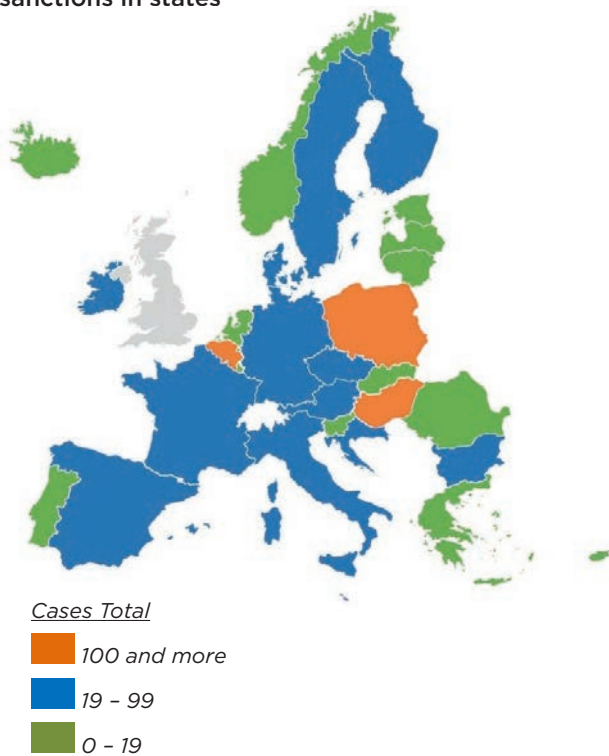 sanctions in states
Cases Total
100 and more
19 – 99
0 – 19